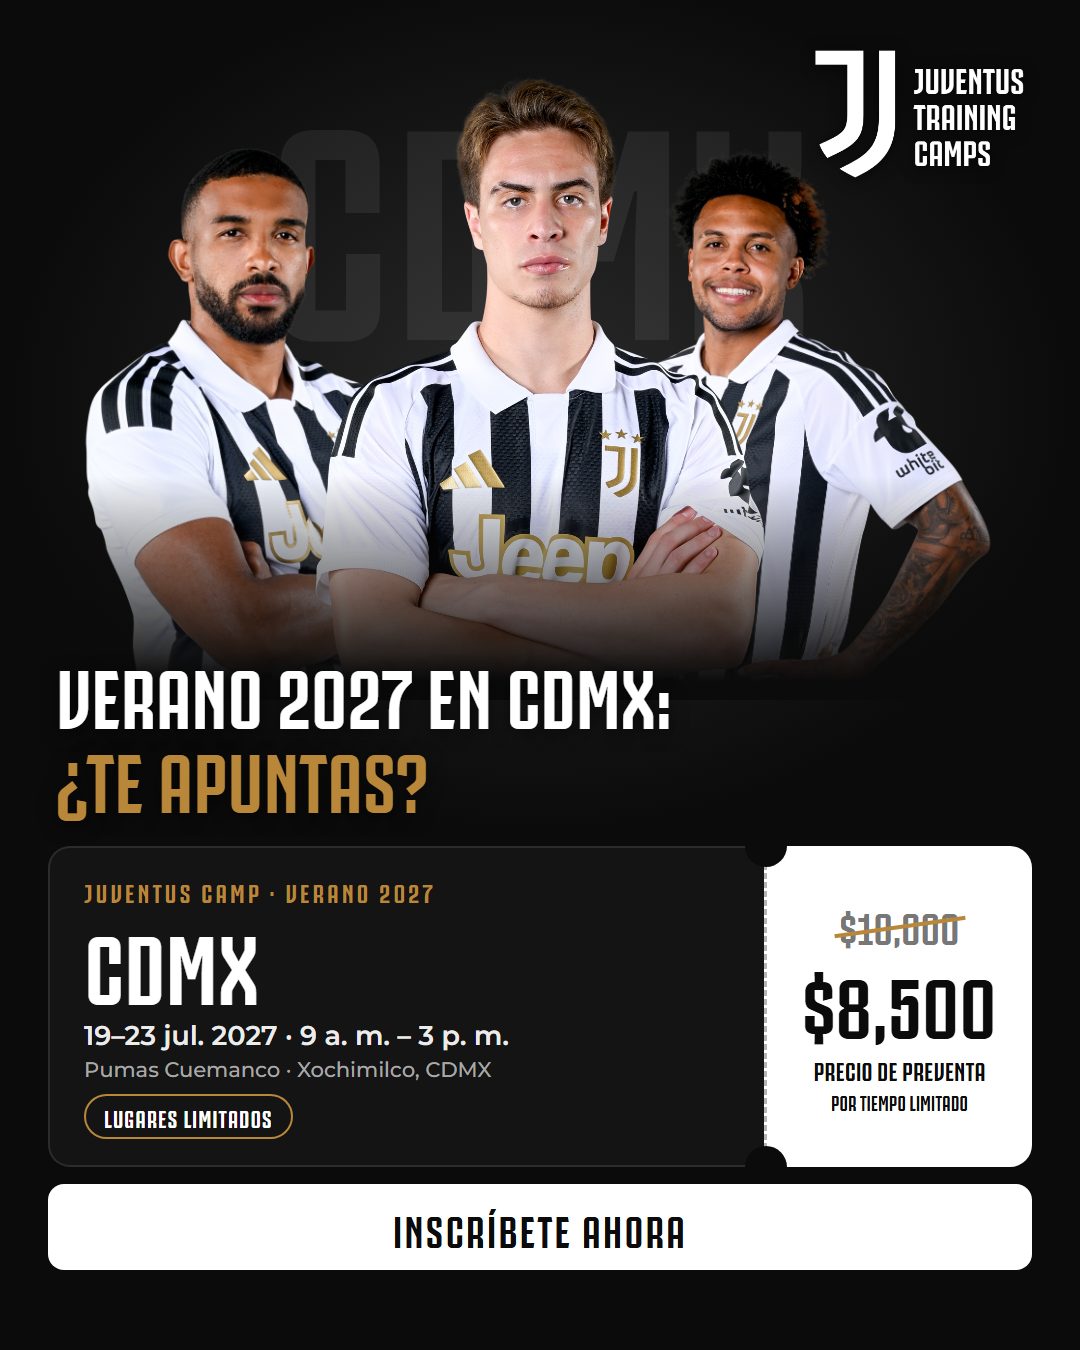 JUVENTUS
TRAINING
CAMPS
CDMX
white
bit
Jeep
VERANO 2027 EN CDMX:
¿TE APUNTAS?
JUVENTUS CAMP · VERANO 2027
CDMX
19–23 jul. 2027 · 9 a. m. – 3 p. m.
Pumas Cuemanco · Xochimilco, CDMX
LUGARES LIMITADOS
$10,000
$8,500
PRECIO DE PREVENTA
POR TIEMPO LIMITADO
INSCRÍBETE AHORA